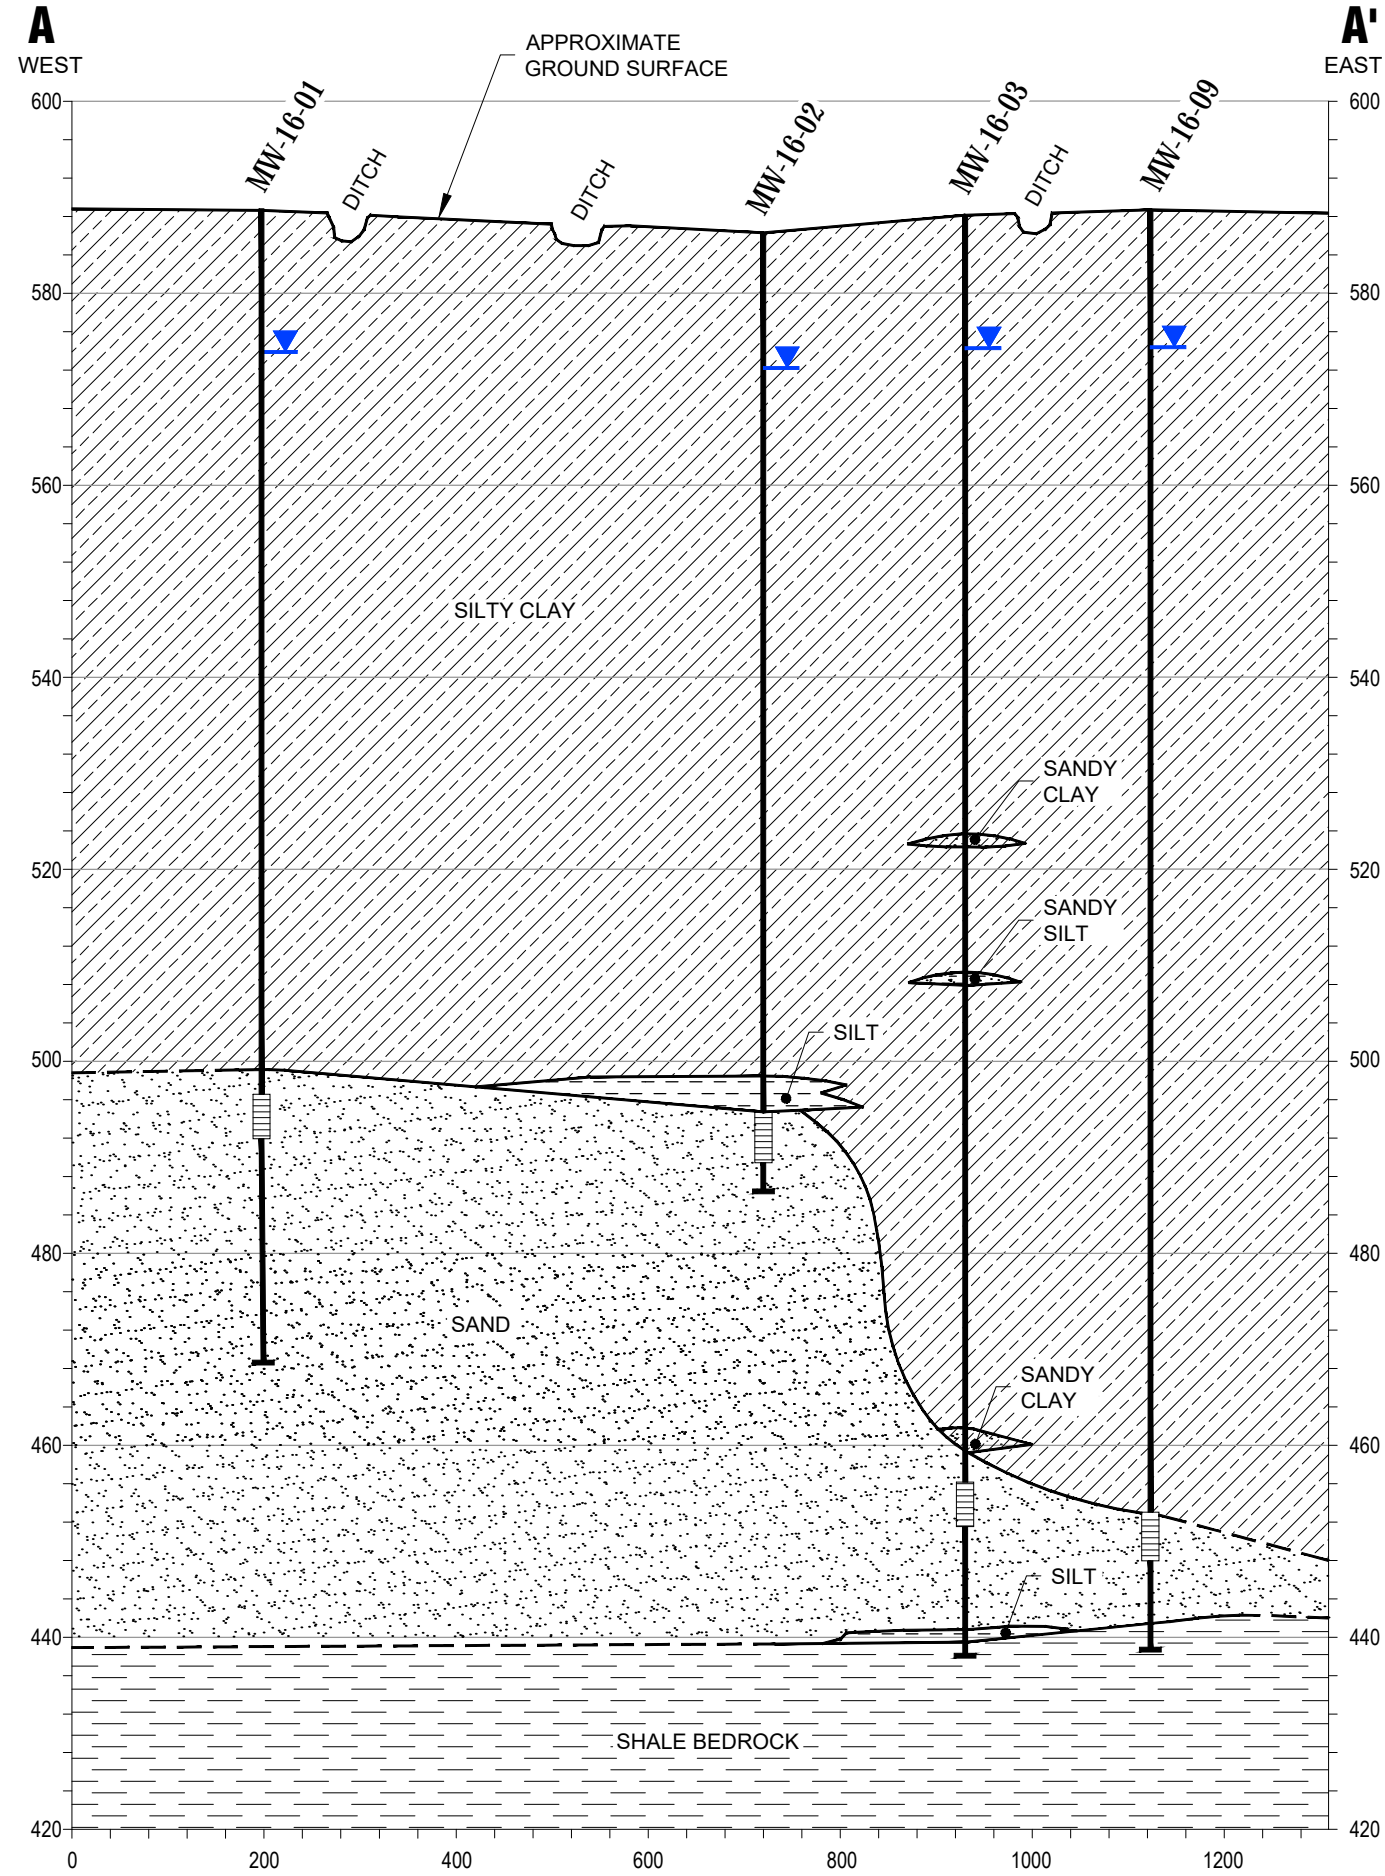 A
A'
WEST
EAST
APPROXIMATE
GROUND SURFACE
600
600
MW-16-01
DITCH
DITCH
MW-16-02
MW-16-03
DITCH
MW-16-09
580
580
560
560
SILTY CLAY
540
540
SANDY
CLAY
520
520
SANDY
SILT
SILT
500
500
480
480
SAND
SANDY
CLAY
460
460
SILT
440
440
SHALE BEDROCK
420
420
0
200
400
600
800
1000
1200